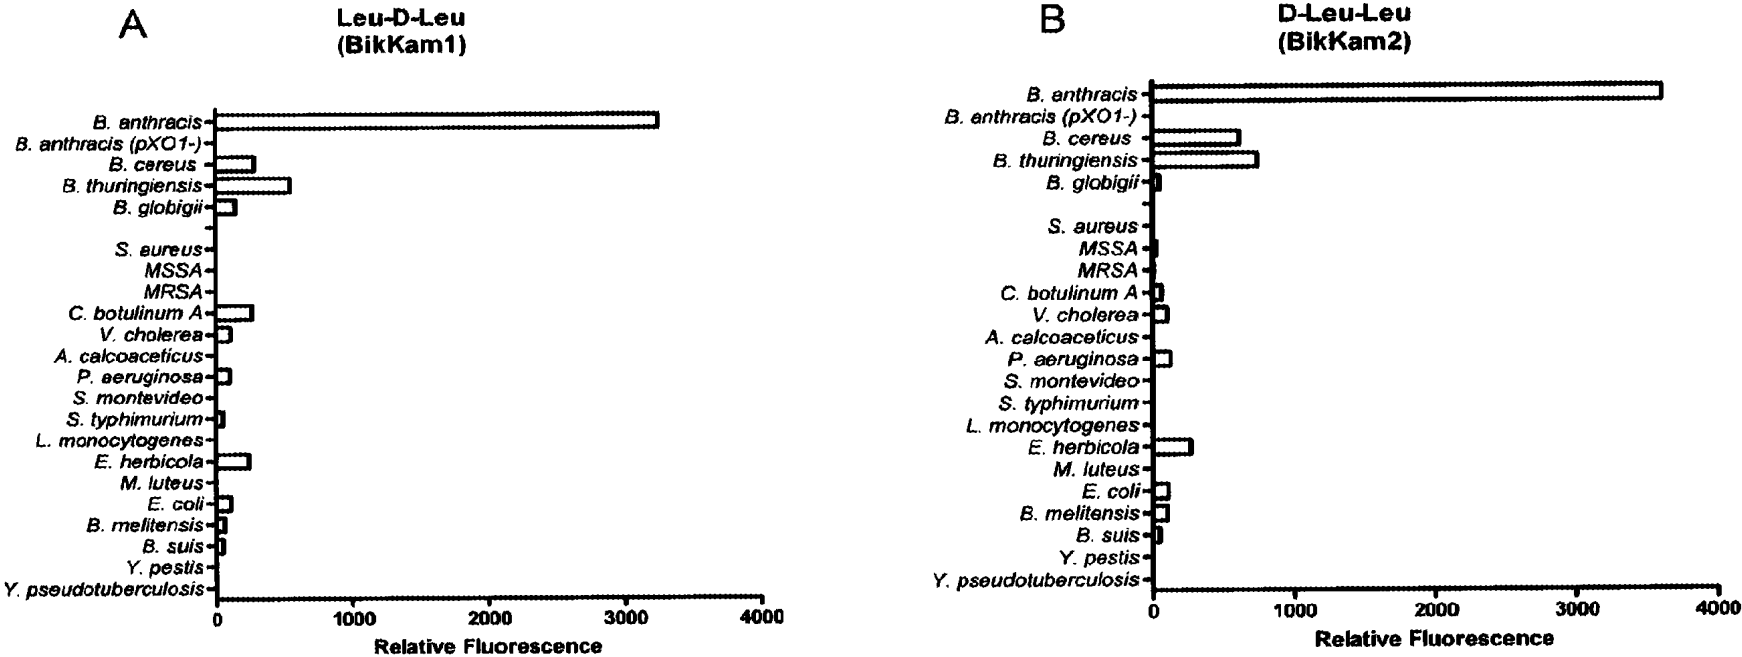 A
Leu-D-Leu
(BikKam1)
B. anthracis
B. anthracis (pXO1-)
B. cereus
B. thuringiensis
B. globigii
S. aureus
MSSA
MRSA
C. botulinum A
V. cholerea
A. calcoaceticus
P. aeruginosa
S. montevideo
S. typhimurium
L. monocytogenes
E. herbicola
M. luteus
E. coli
B. melitensis
B. suis
Y. pestis
Y. pseudotuberculosis
0 1000 2000 3000 4000
Relative Fluorescence
B
D-Leu-Leu
(BikKam2)
B. anthracis
B. anthracis (pXO1-)
B. cereus
B. thuringiensis
B. globigii
S. aureus
MSSA
MRSA
C. botulinum A
V. cholerea
A. calcoaceticus
P. aeruginosa
S. montevideo
S. typhimurium
L. monocytogenes
E. herbicola
M. luteus
E. coli
B. melitensis
B. suis
Y. pestis
Y. pseudotuberculosis
0 1000 2000 3000 4000
Relative Fluorescence